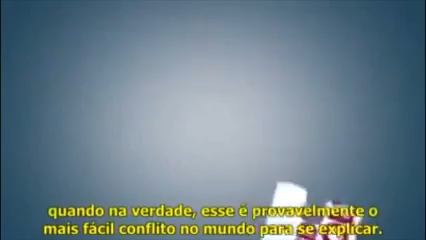 quando na verdade, esse é provavelmente o
mais fácil conflito no mundo para se explicar.